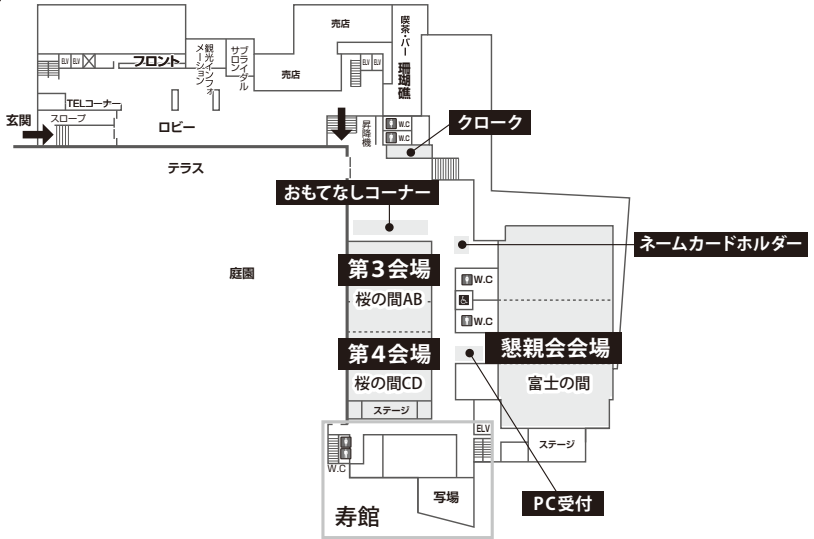 売店
喫茶・バー 珊瑚礁
ELV ELV
フロント
観光インフォメーション
ブライダルサロン
売店
ELV ELV
TELコーナー
玄関
スロープ
ロビー
昇降機
W.C
W.C
クローク
テラス
おもてなしコーナー
ネームカードホルダー
庭園
第3会場
桜の間AB
W.C
W.C
第4会場
桜の間CD
懇親会会場
富士の間
ステージ
ELV
ステージ
W.C
写場
PC受付
寿館